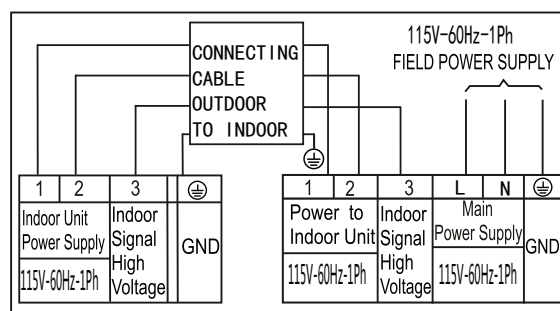 CONNECTING
CABLE
OUTDOOR
TO INDOOR
115V-60Hz-1Ph
FIELD POWER SUPPLY
1 2 3
Indoor Unit
Power Supply
115V-60Hz-1Ph
Indoor
Signal
High
Voltage
GND
1 2 3 L N
Power to
Indoor Unit
115V-60Hz-1Ph
Indoor
Signal
High
Voltage
Main
Power Supply
115V-60Hz-1Ph
GND